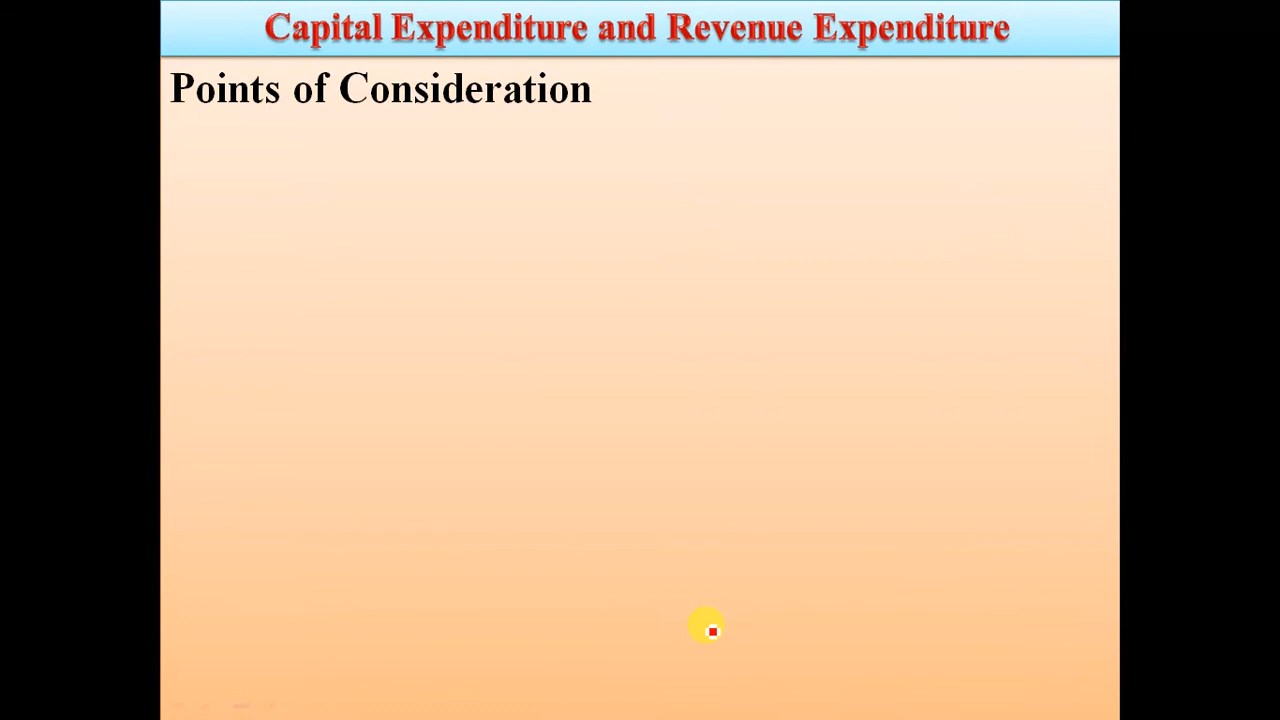 Capital Expenditure and Revenue Expenditure
Points of Consideration